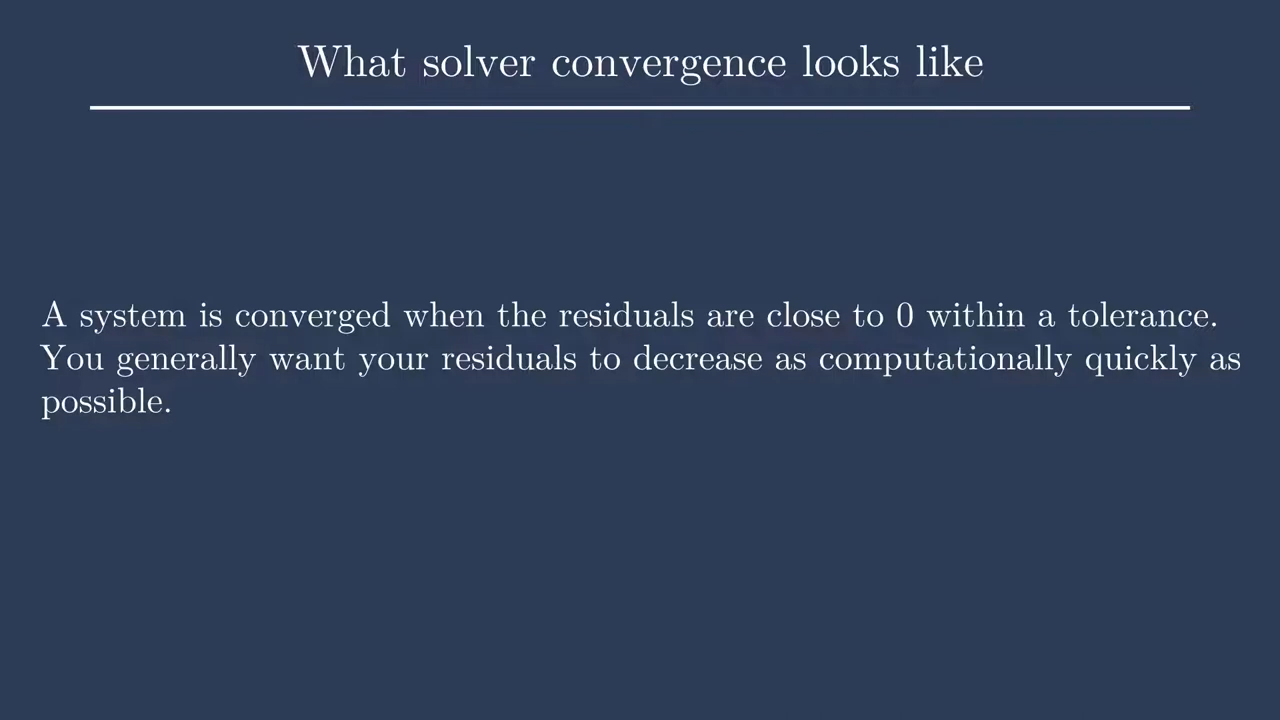 What solver convergence looks like
A system is converged when the residuals are close to 0 within a tolerance.
You generally want your residuals to decrease as computationally quickly as
possible.